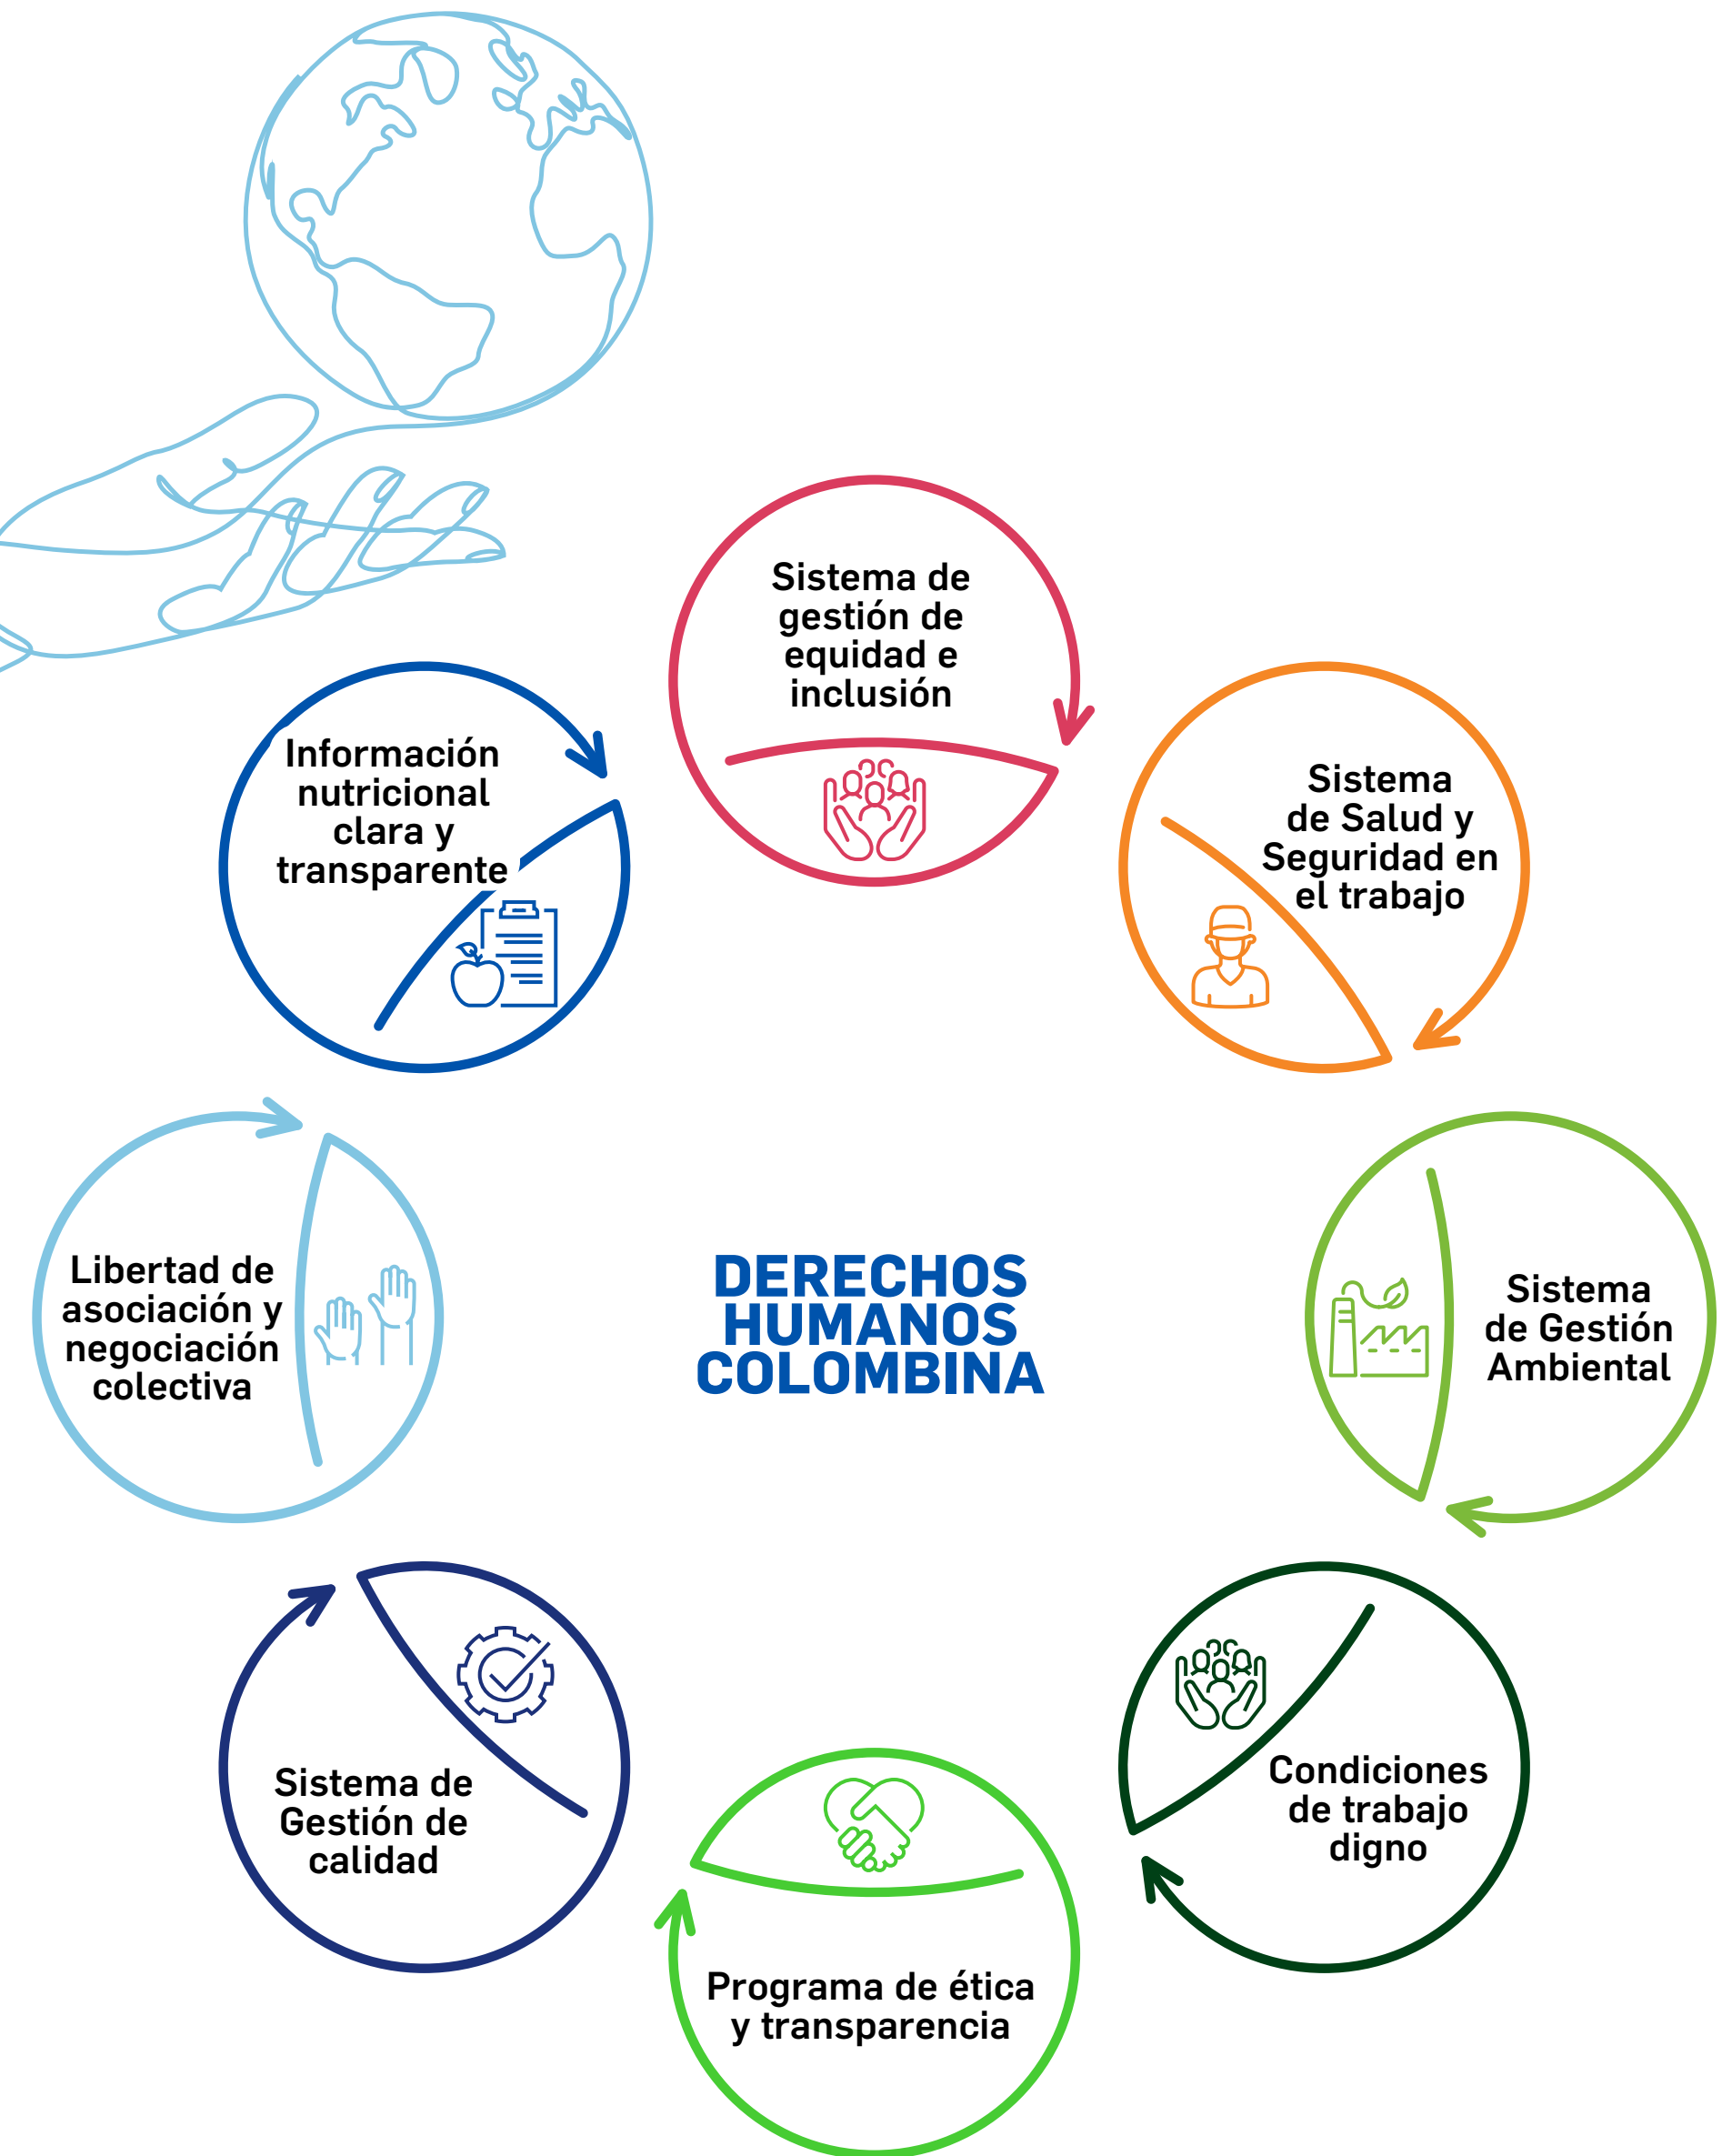 Sistema de
gestión de
equidad e
inclusión
Sistema
de Salud y
Seguridad en
el trabajo
Sistema
de Gestión
Ambiental
Condiciones
de trabajo
digno
Programa de ética
y transparencia
Sistema de
Gestión de
calidad
Libertad de
asociación y
negociación
colectiva
Información
nutricional
clara y
transparente
DERECHOS
HUMANOS
COLOMBINA